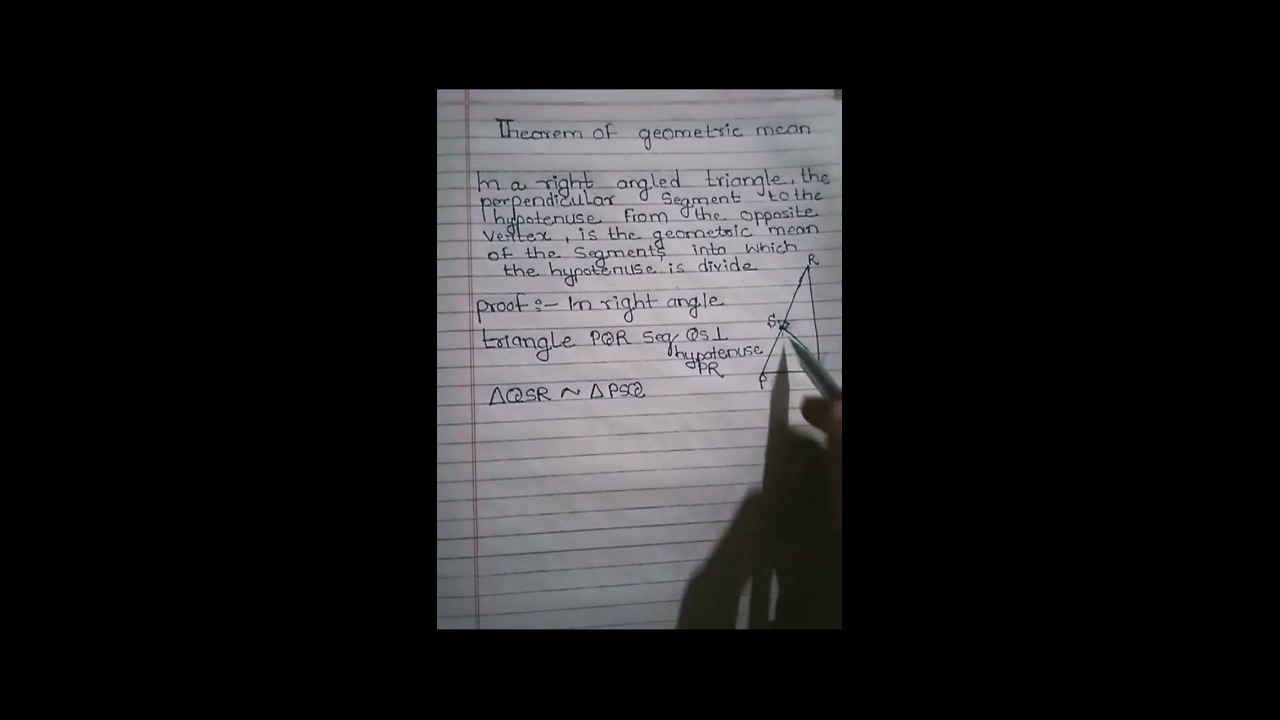 Theorem of geometric mean
In a right angled triangle, the
perpendicular segment to the
hypotenuse from the opposite
vertex, is the geometric mean
of the segments into which
the hypotenuse is divide
R
proof :- In right angle
S
triangle PQR seg QS ⊥
hypotenuse
PR
P
△QSR ~ △PSQ